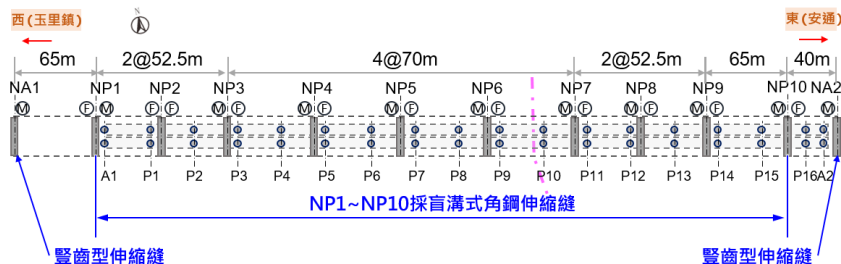 西(玉里鎮)
N
東(安通)
65m 2@52.5m 4@70m 2@52.5m 65m 40m
NA1 NP1 NP2 NP3 NP4 NP5 NP6 NP7 NP8 NP9 NP10 NA2
M F M F F M F M F M F M F M F M F M F M F M
A1 P1 P2 P3 P4 P5 P6 P7 P8 P9 P10 P11 P12 P13 P14 P15 P16 A2
NP1~NP10採盲溝式角鋼伸縮縫
豎齒型伸縮縫 豎齒型伸縮縫